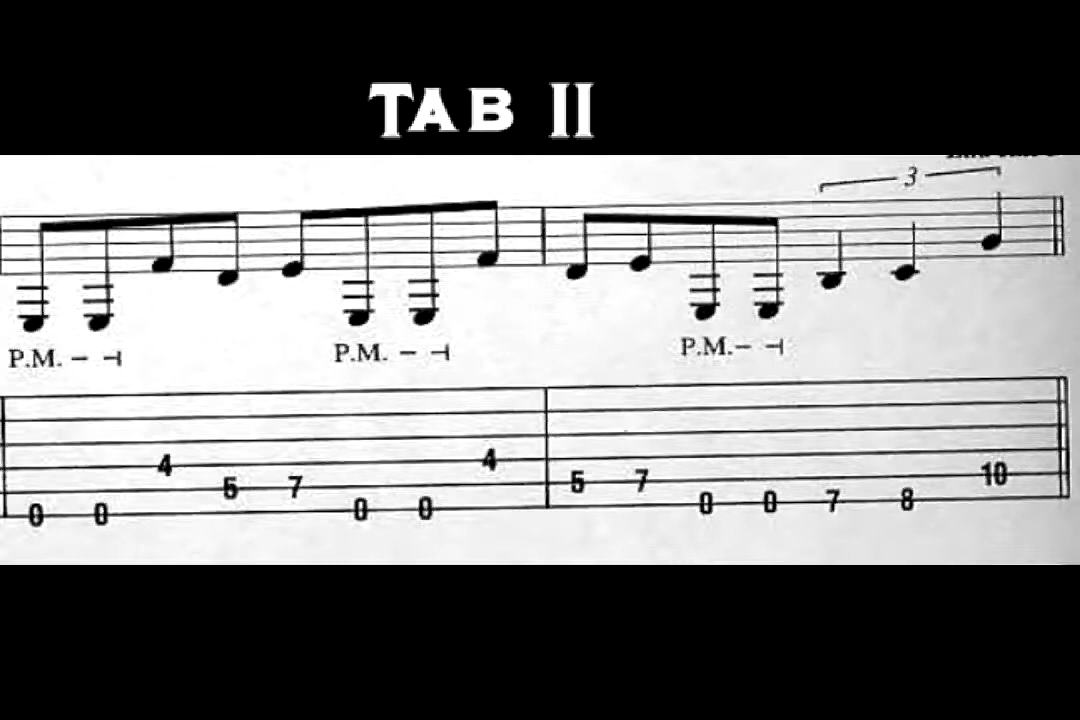 TAB II
3
P.M. P.M. P.M.
4 4
5 7 5 7 10
0 0 0 0 0 0 7 8